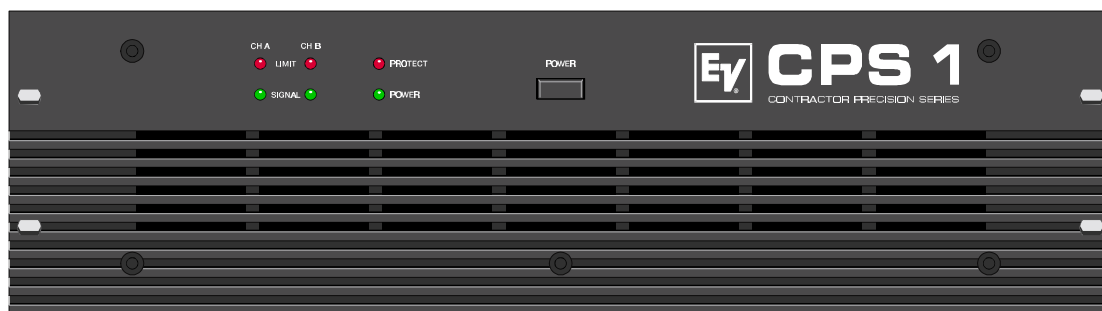 CH A CH B
LIMIT
PROTECT
SIGNAL
POWER
POWER
EV®
CPS 1
CONTRACTOR PRECISION SERIES